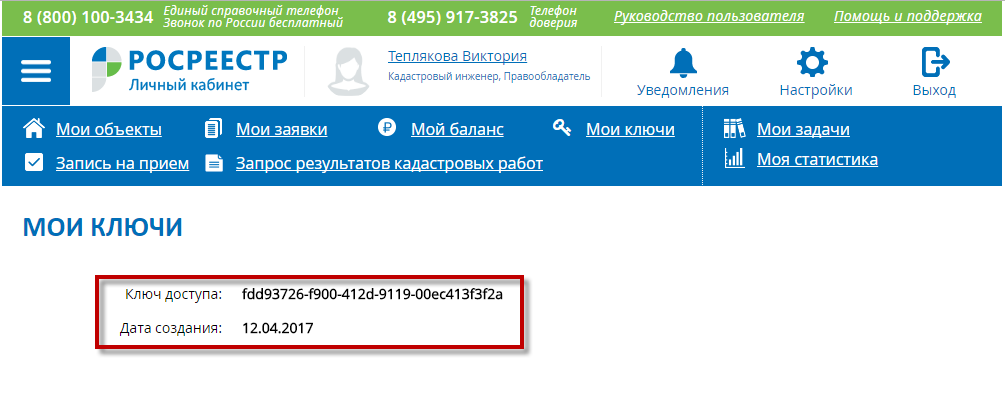 8 (800) 100-3434 Единый справочный телефон
Звонок по России бесплатный
8 (495) 917-3825 Телефон
доверия
Руководство пользователя Помощь и поддержка
РОСРЕЕСТР
Личный кабинет
Теплякова Виктория
Кадастровый инженер, Правообладатель
Уведомления Настройки Выход
Мои объекты Мои заявки Мой баланс Мои ключи Мои задачи
Запись на прием Запрос результатов кадастровых работ Моя статистика
МОИ КЛЮЧИ
Ключ доступа: fdd93726-f900-412d-9119-00ec413f3f2a
Дата создания: 12.04.2017